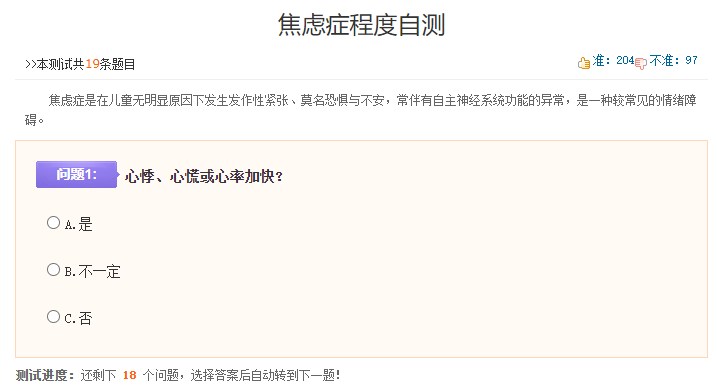 焦虑症程度自测
>>本测试共19条题目 准：204 不准：97
焦虑症是在儿童无明显原因下发生发作性紧张、莫名恐惧与不安，常伴有自主神经系统功能的异常，是一种较常见的情绪障
碍。
问题1: 心悸、心慌或心率加快？
A.是
B.不一定
C.否
测试进度：还剩下 18 个问题，选择答案后自动转到下一题！